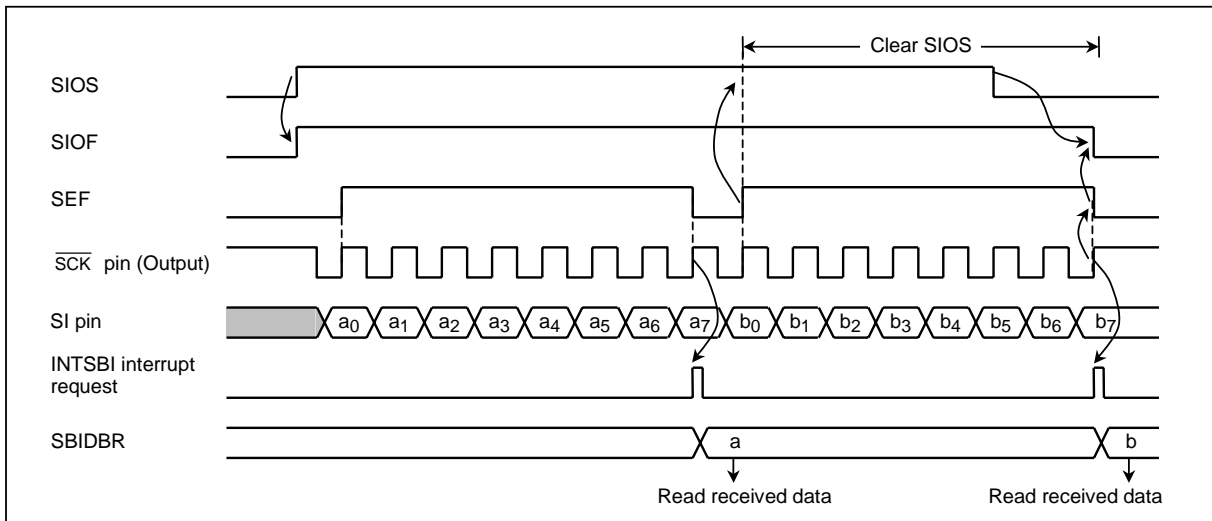 Clear SIOS
SIOS
SIOF
SEF
SCK pin (Output)
SI pin a0 a1 a2 a3 a4 a5 a6 a7 b0 b1 b2 b3 b4 b5 b6 b7
INTSBI interrupt
request
SBIDBR a b
Read received data Read received data